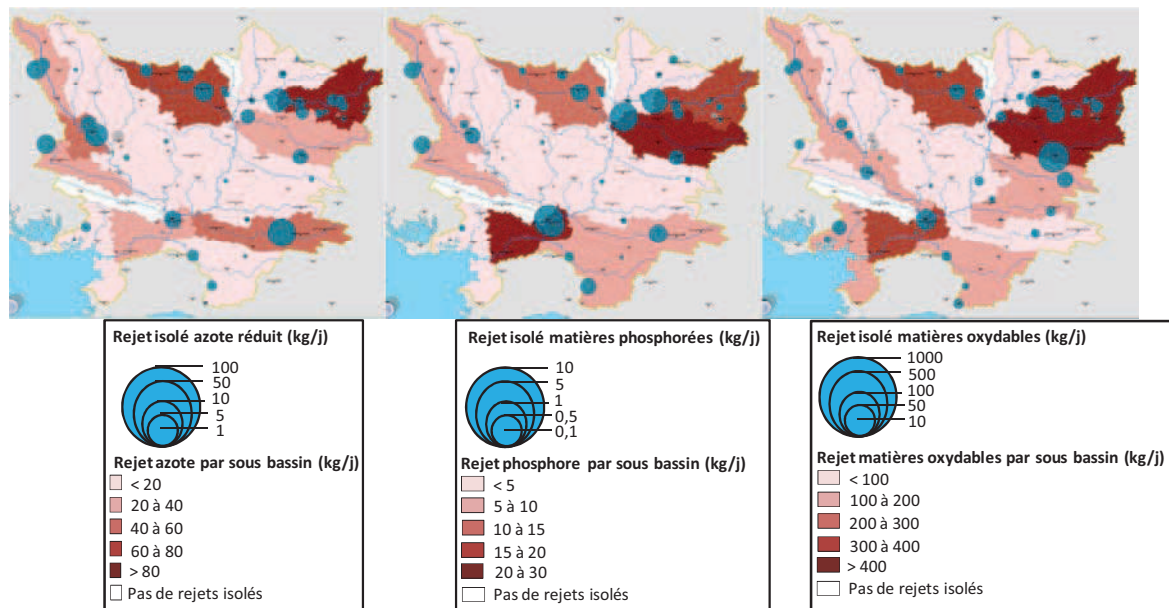 Rejet isolé azote réduit (kg/j)
100
50
10
5
1
Rejet azote par sous bassin (kg/j)
< 20
20 à 40
40 à 60
60 à 80
> 80
Pas de rejets isolés
Rejet isolé matières phosphorées (kg/j)
10
5
1
0,5
0,1
Rejet phosphore par sous bassin (kg/j)
< 5
5 à 10
10 à 15
15 à 20
20 à 30
Pas de rejets isolés
Rejet isolé matières oxydables (kg/j)
1000
500
100
50
10
Rejet matières oxydables par sous bassin (kg/j)
< 100
100 à 200
200 à 300
300 à 400
> 400
Pas de rejets isolés